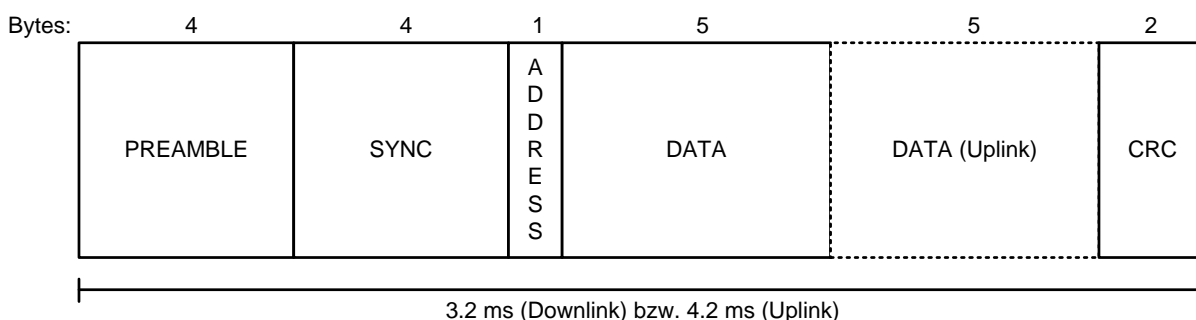 Bytes: 4 4 1 5 5 2
PREAMBLE SYNC ADDRESS DATA DATA (Uplink) CRC
3.2 ms (Downlink) bzw. 4.2 ms (Uplink)